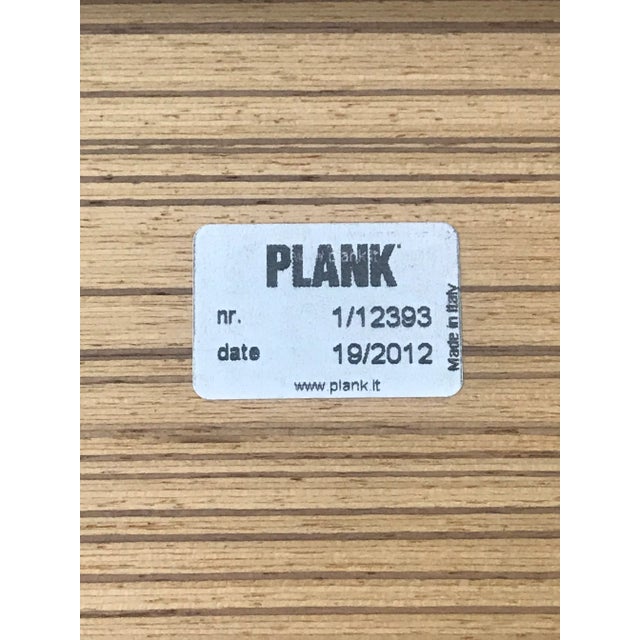 PLANK
nr. 1/12393
date 19/2012
www.plank.it
Made in Italy